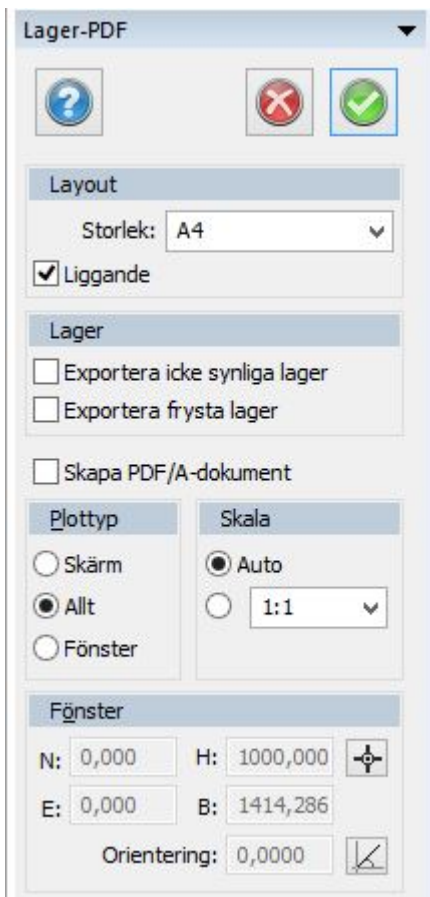 Lager-PDF
Layout
Storlek: A4
Liggande
Lager
Exportera icke synliga lager
Exportera frysta lager
Skapa PDF/A-dokument
Plottyp
Skärm
Allt
Fönster
Skala
Auto
1:1
Fönster
N: 0,000 H: 1000,000
E: 0,000 B: 1414,286
Orientering: 0,0000